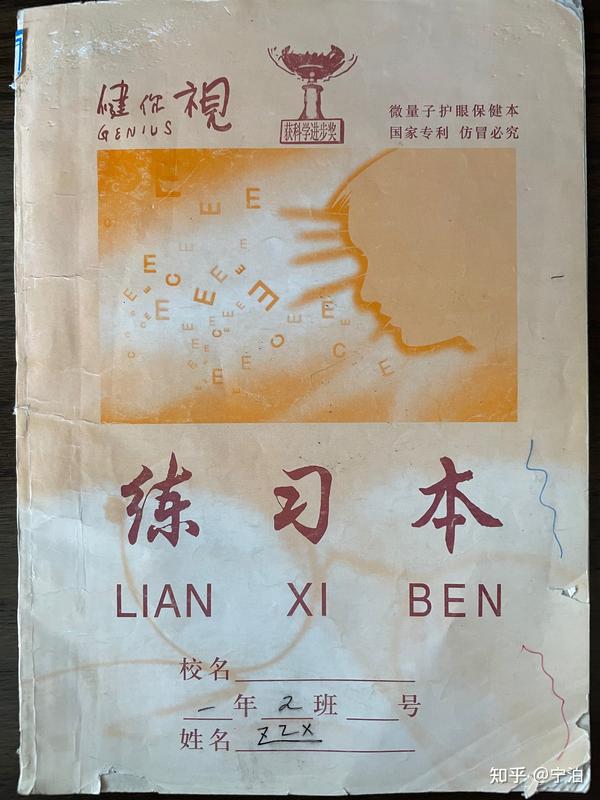 健你視
GENIUS
获科学进步奖
微量子护眼保健本
国家专利 仿冒必究
练习本
LIAN XI BEN
校名
一年2班 号
姓名 ZZX
知乎 @宁泊